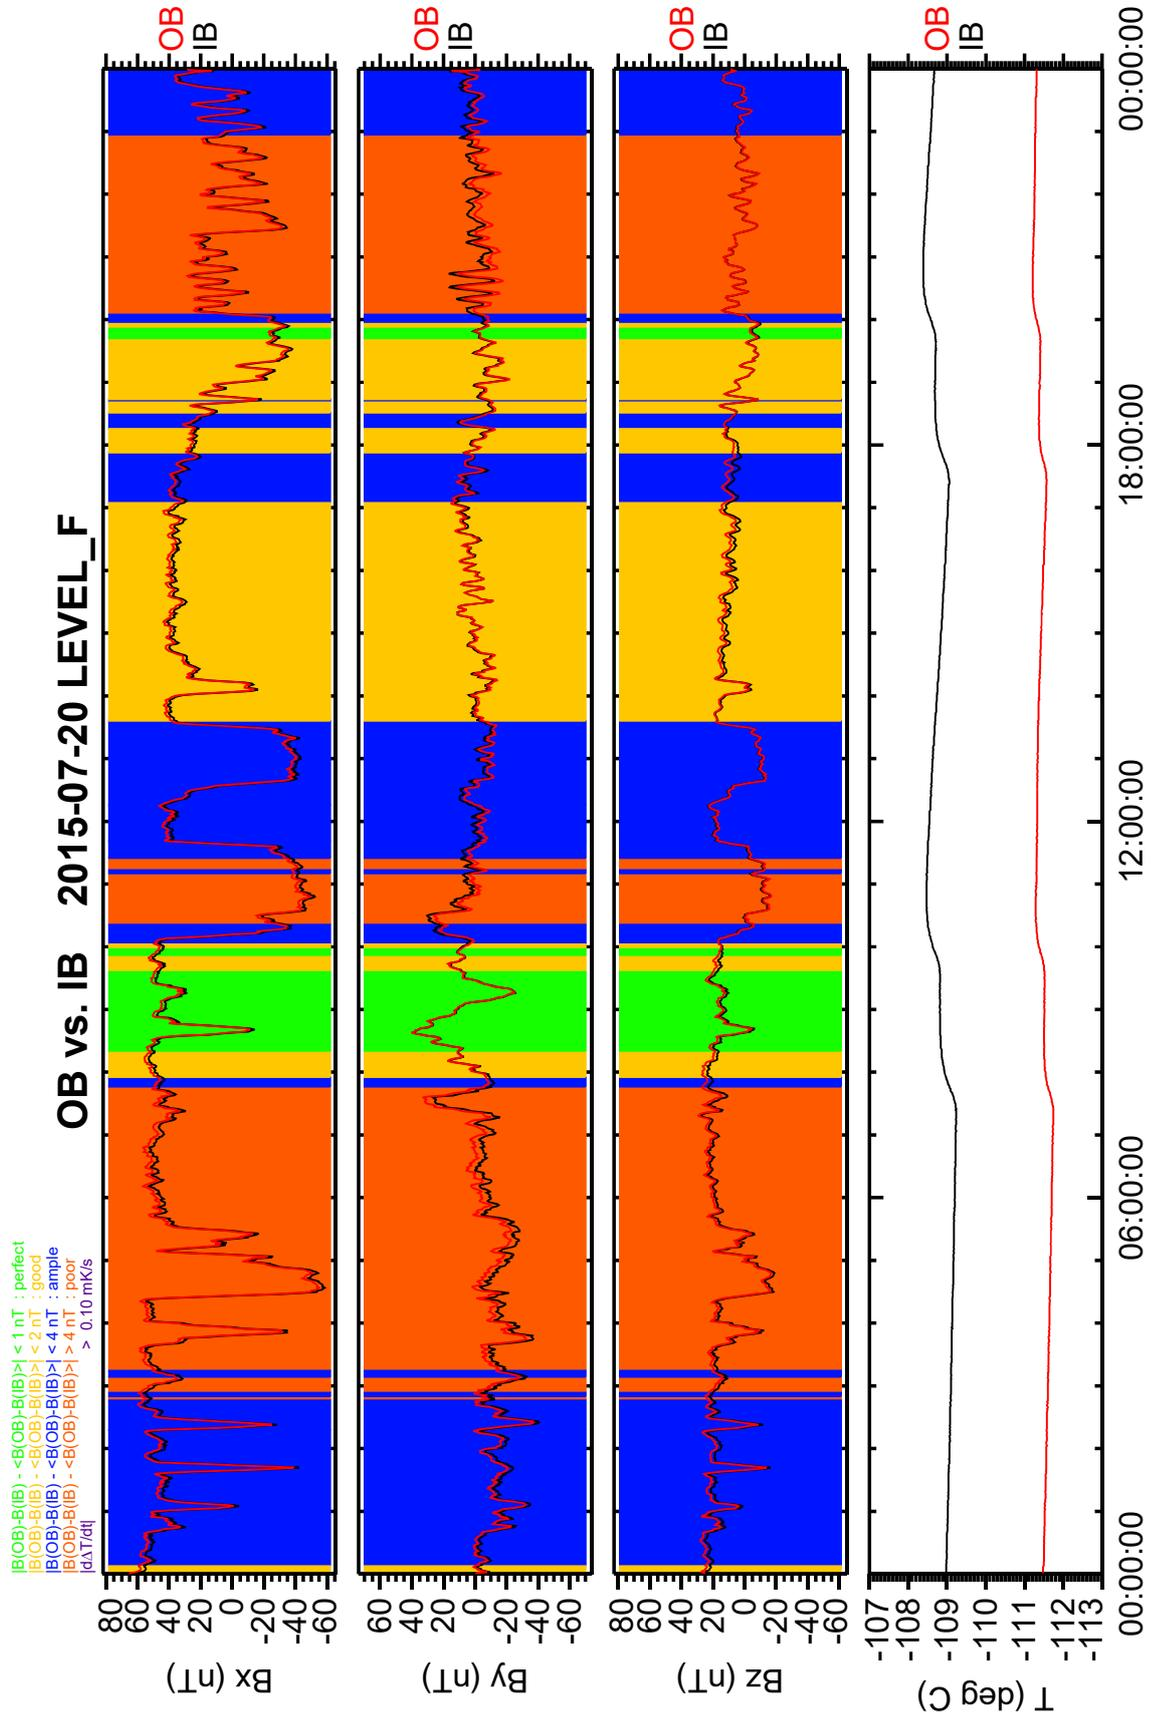 |B(OB)-B(IB) - <B(OB)-B(IB)>| < 1 nT : perfect
|B(OB)-B(IB) - <B(OB)-B(IB)>| < 2 nT : good
|B(OB)-B(IB) - <B(OB)-B(IB)>| < 4 nT : ample
|B(OB)-B(IB) - <B(OB)-B(IB)>| > 4 nT : poor
|dΔT/dt| > 0.10 mK/s
OB vs. IB 2015-07-20 LEVEL_F
Bx (nT)
80
60
40
20
0
-20
-40
-60
OB
IB
By (nT)
60
40
20
0
-20
-40
-60
OB
IB
Bz (nT)
80
60
40
20
0
-20
-40
-60
OB
IB
T (deg C)
-107
-108
-109
-110
-111
-112
-113
OB
IB
00:00:00
06:00:00
12:00:00
18:00:00
00:00:00